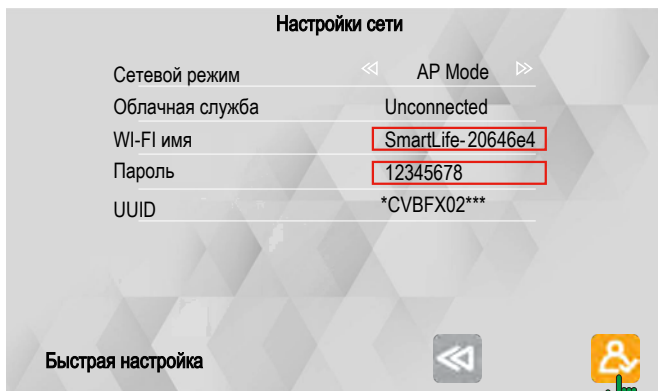 Настройки сети
Сетевой режим AP Mode
Облачная служба Unconnected
WI-FI имя SmartLife-20646e4
Пароль 12345678
UUID *CVBFX02***
Быстрая настройка